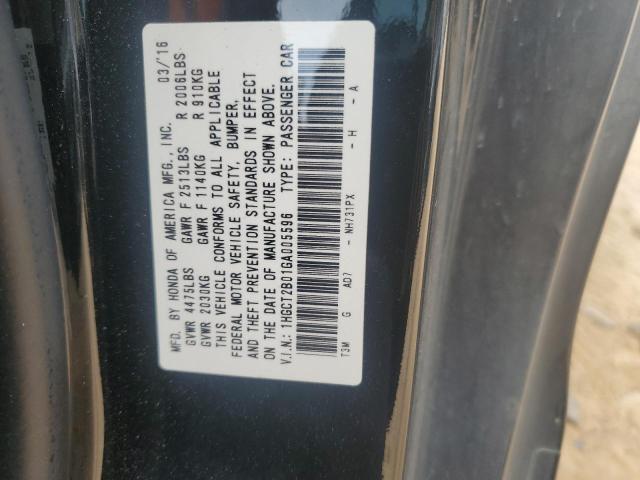 MFD. BY HONDA OF AMERICA MFG., INC. 03/'16
GVWR 4475LBS GAWR F 2513LBS R 2006LBS
GVWR 2030KG GAWR F 1140KG R 910KG
THIS VEHICLE CONFORMS TO ALL APPLICABLE
FEDERAL MOTOR VEHICLE SAFETY, BUMPER,
AND THEFT PREVENTION STANDARDS IN EFFECT
ON THE DATE OF MANUFACTURE SHOWN ABOVE.
V.I.N.: 1HGCT2B01GA005596 TYPE: PASSENGER CAR
T3M G AD7 - NH731PX - H - A